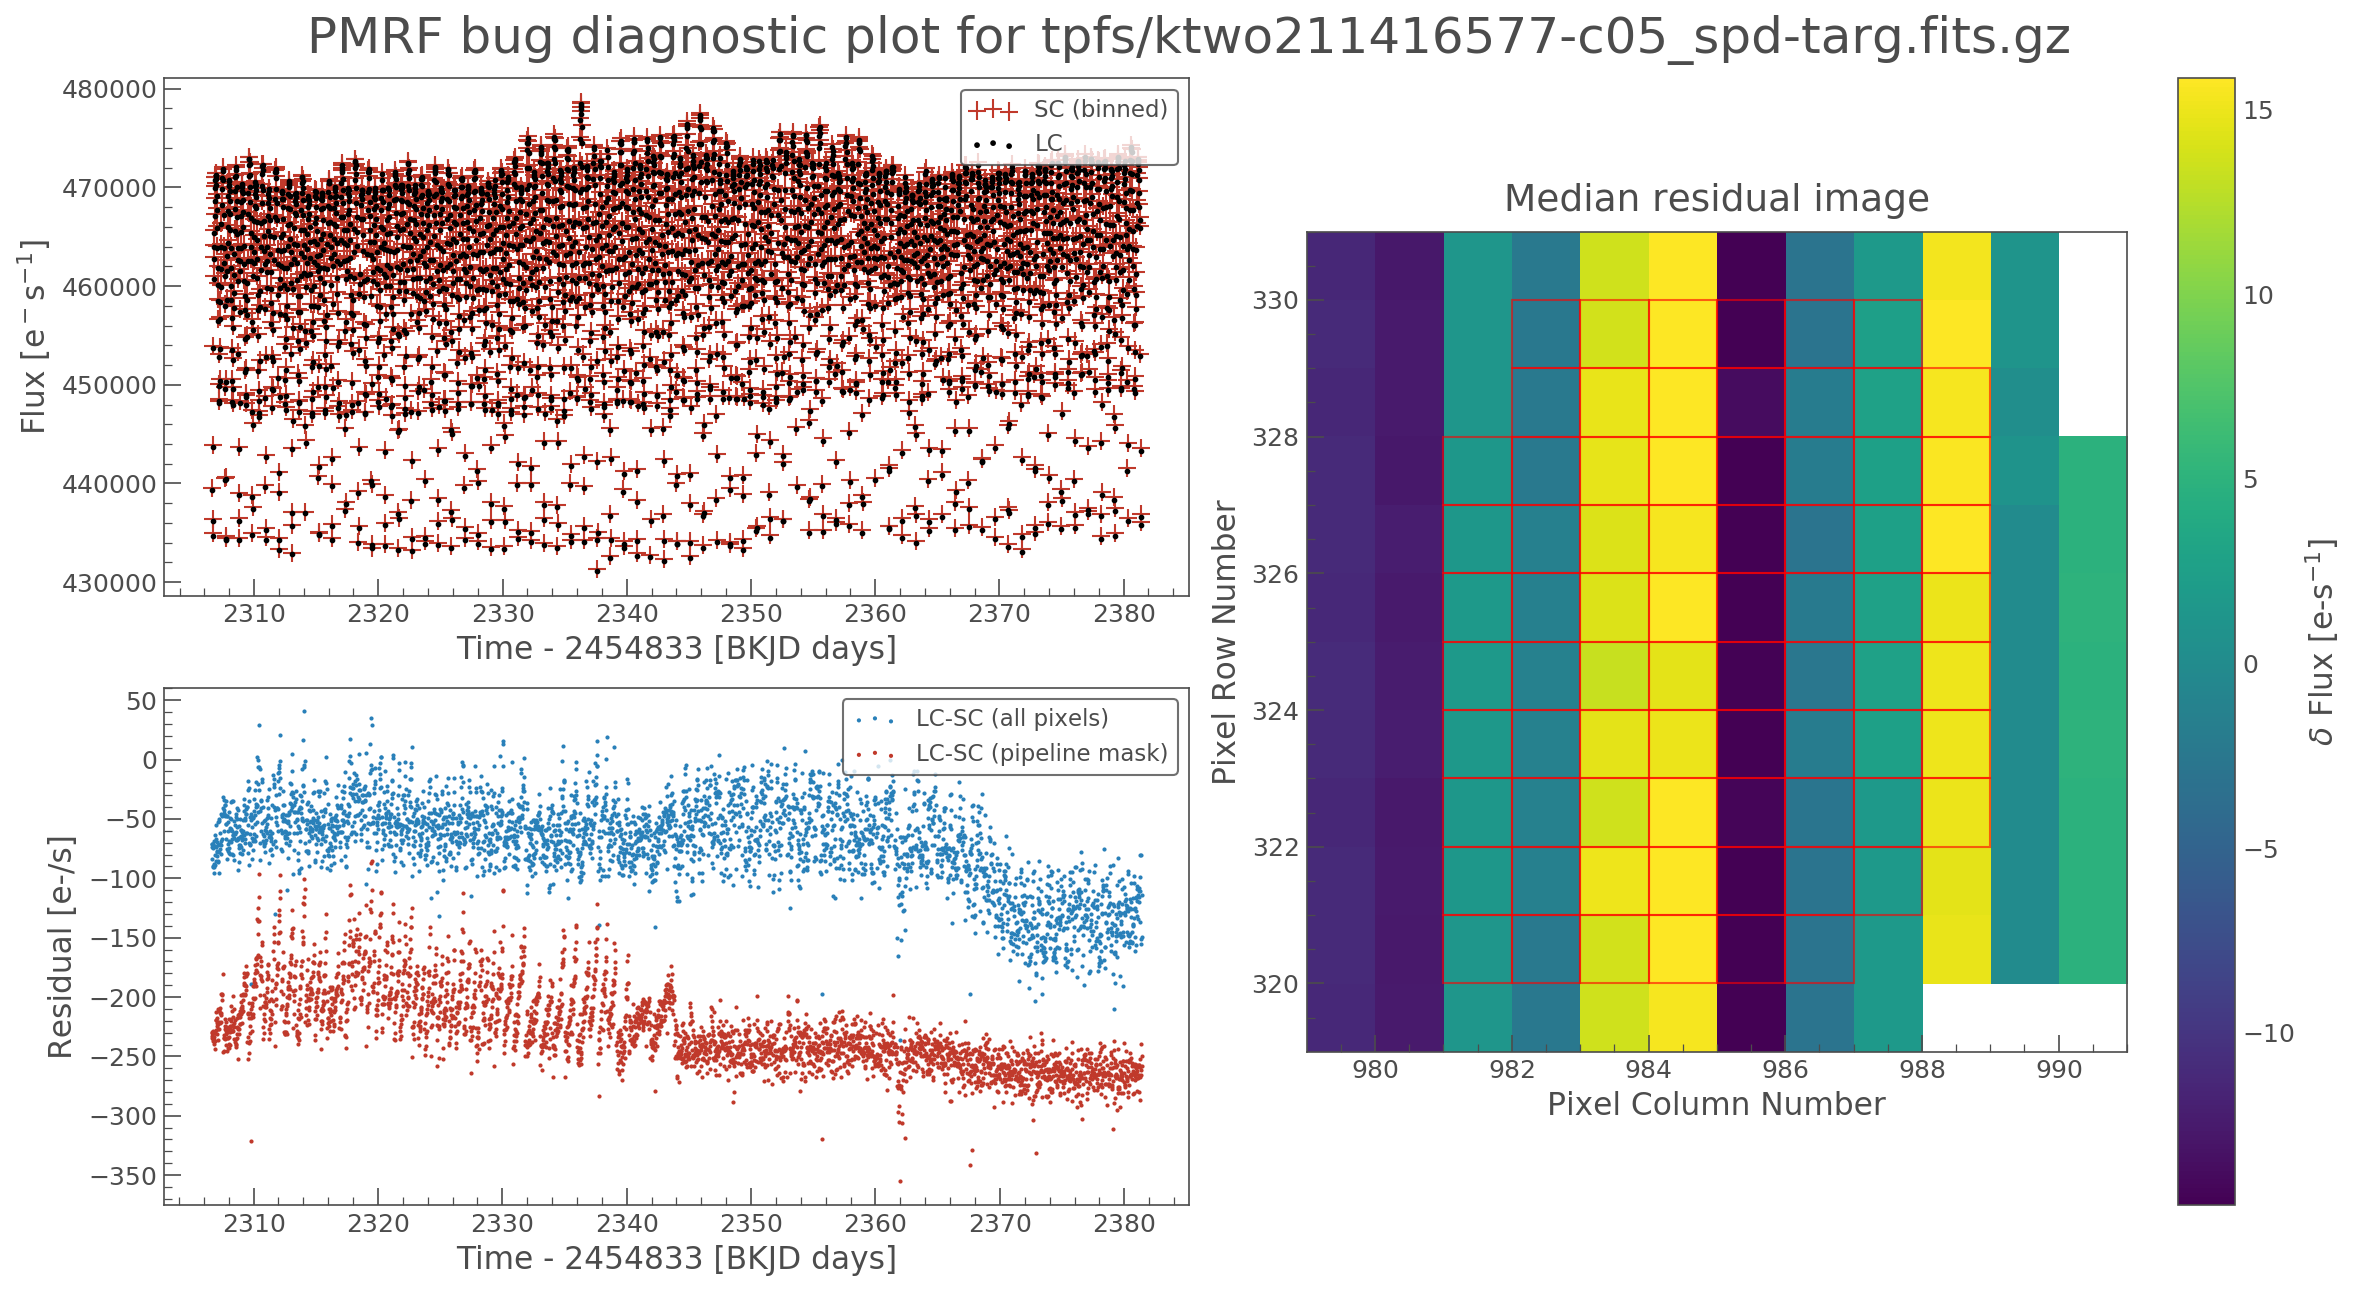 PMRF bug diagnostic plot for tpfs/ktwo211416577-c05_spd-targ.fits.gz
480000
470000
460000
450000
440000
430000
Flux [e⁻s⁻¹]
SC (binned)
LC
2310 2320 2330 2340 2350 2360 2370 2380
Time - 2454833 [BKJD days]
50
0
−50
−100
−150
−200
−250
−300
−350
Residual [e-/s]
LC-SC (all pixels)
LC-SC (pipeline mask)
2310 2320 2330 2340 2350 2360 2370 2380
Time - 2454833 [BKJD days]
Median residual image
330
328
326
324
322
320
Pixel Row Number
980 982 984 986 988 990
Pixel Column Number
15
10
5
0
−5
−10
δ Flux [e-s⁻¹]